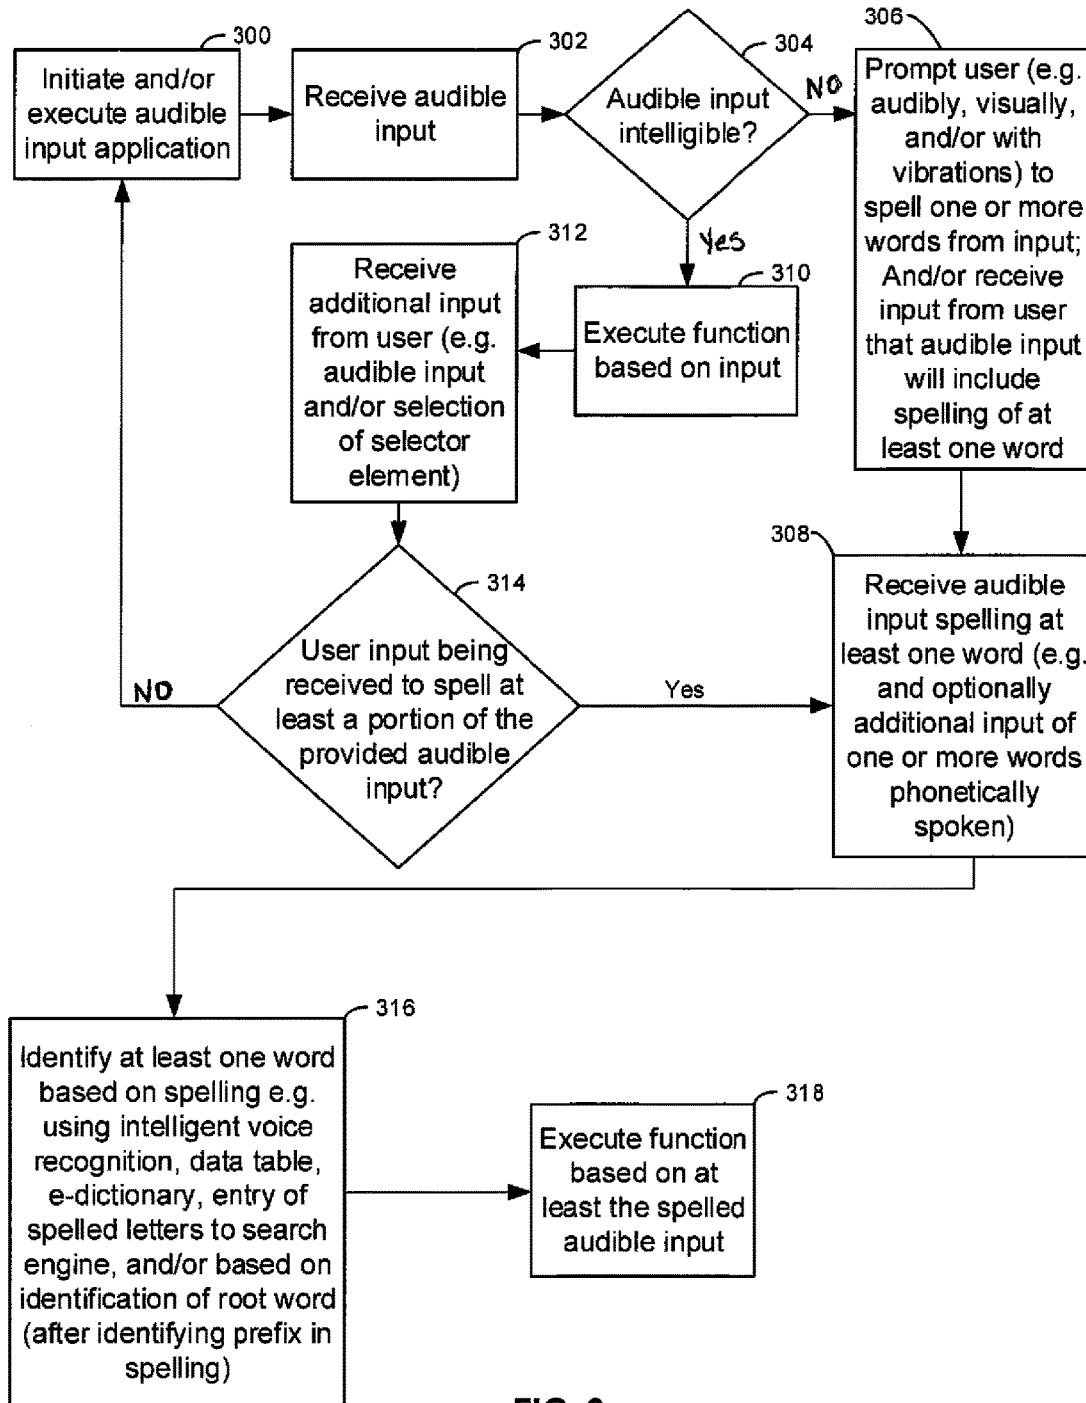 300
Initiate and/or
execute audible
input application
302
Receive audible
input
304
Audible input
intelligible?
NO
306
Prompt user (e.g.
audibly, visually,
and/or with
vibrations) to
spell one or more
words from input;
And/or receive
input from user
that audible input
will include
spelling of at
least one word
Yes
310
Execute function
based on input
312
Receive
additional input
from user (e.g.
audible input
and/or selection
of selector
element)
314
User input being
received to spell at
least a portion of the
provided audible
input?
NO
Yes
308
Receive audible
input spelling at
least one word (e.g.
and optionally
additional input of
one or more words
phonetically
spoken)
316
Identify at least one word
based on spelling e.g.
using intelligent voice
recognition, data table,
e-dictionary, entry of
spelled letters to search
engine, and/or based on
identification of root word
(after identifying prefix in
spelling)
318
Execute function
based on at
least the spelled
audible input